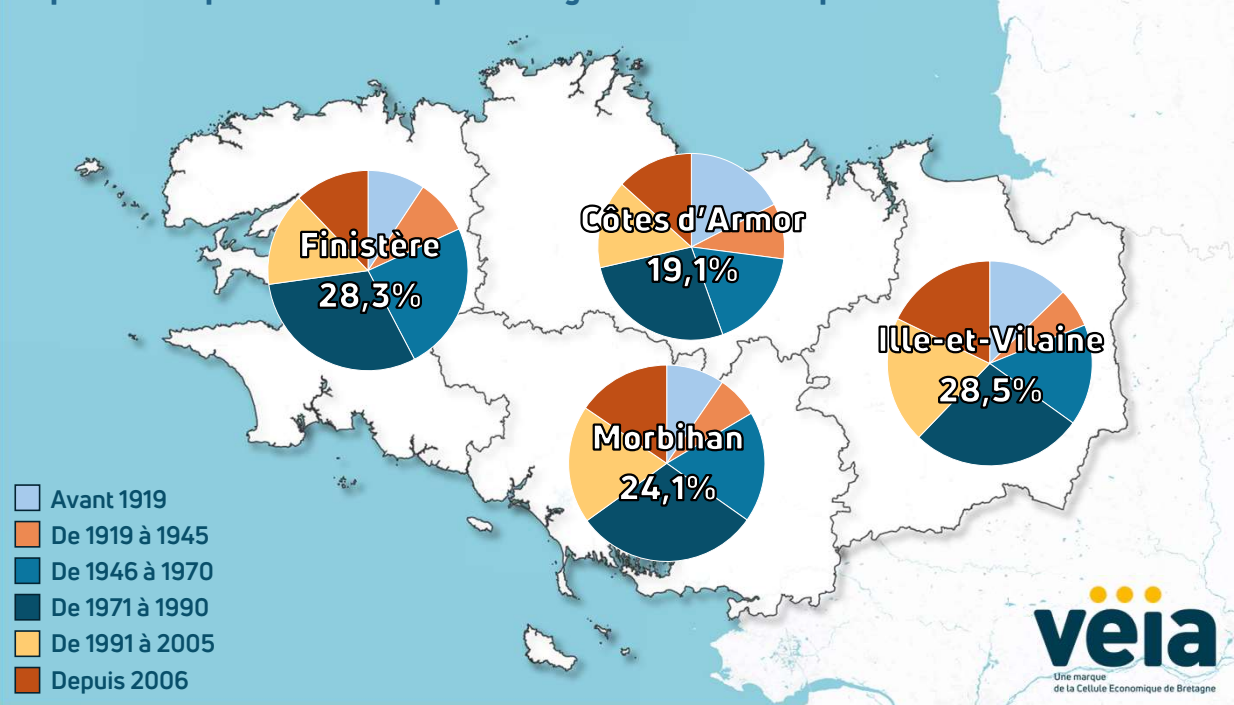 Finistère
28,3%
Côtes d'Armor
19,1%
Ille-et-Vilaine
28,5%
Morbihan
24,1%
Avant 1919
De 1919 à 1945
De 1946 à 1970
De 1971 à 1990
De 1991 à 2005
Depuis 2006
veia
Une marque
de la Cellule Economique de Bretagne